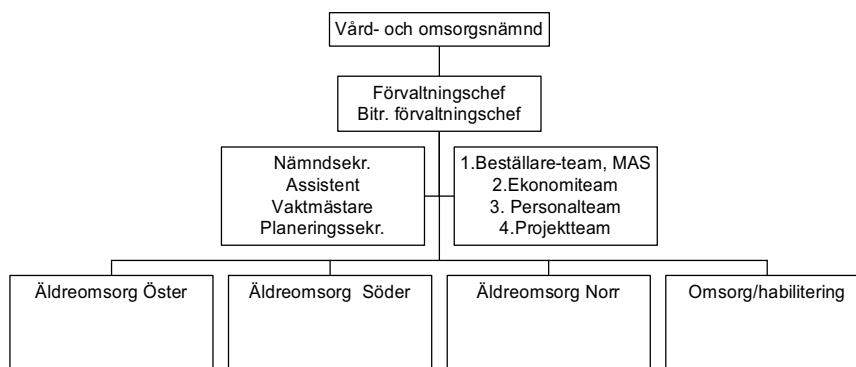 Vård- och omsorgsnämnd
Förvaltningschef
Bitr. förvaltningschef
Nämndsekr.
Assistent
Vaktmästare
Planeringssekr.
1.Beställare-team, MAS
2.Ekonomiteam
3. Personalteam
4.Projektteam
Äldreomsorg Öster
Äldreomsorg Söder
Äldreomsorg Norr
Omsorg/habilitering